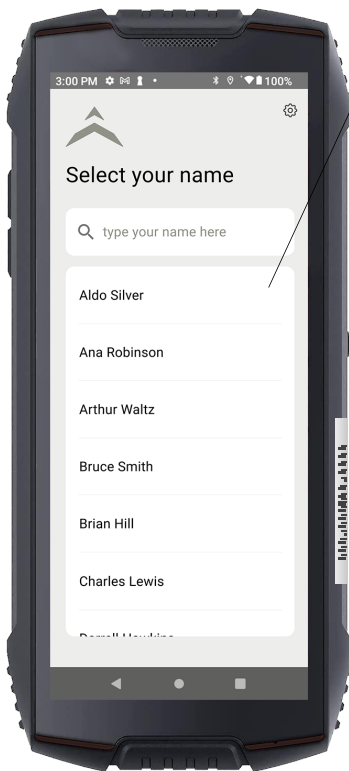 3:00 PM 100%
Select your name
type your name here
Aldo Silver
Ana Robinson
Arthur Waltz
Bruce Smith
Brian Hill
Charles Lewis